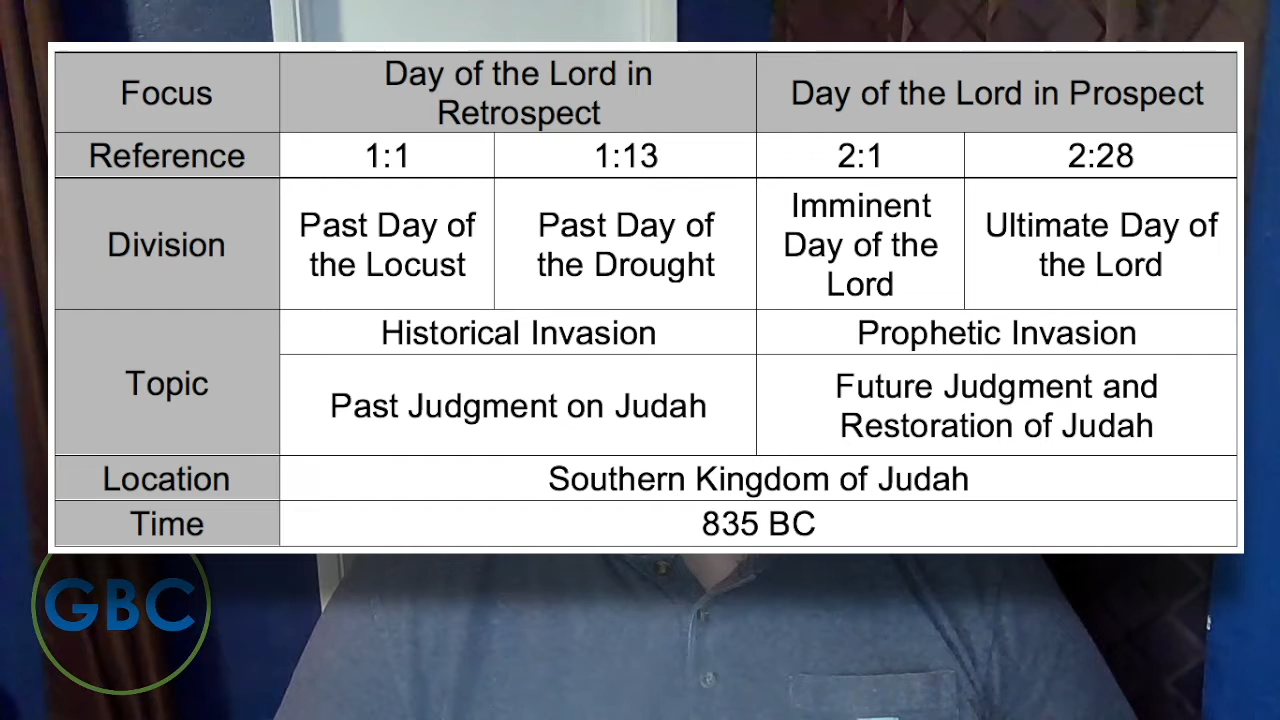 Focus
Day of the Lord in
Retrospect
Day of the Lord in Prospect
Reference
1:1
1:13
2:1
2:28
Division
Past Day of
the Locust
Past Day of
the Drought
Imminent
Day of the
Lord
Ultimate Day of
the Lord
Topic
Historical Invasion
Prophetic Invasion
Past Judgment on Judah
Future Judgment and
Restoration of Judah
Location
Southern Kingdom of Judah
Time
835 BC
GBC